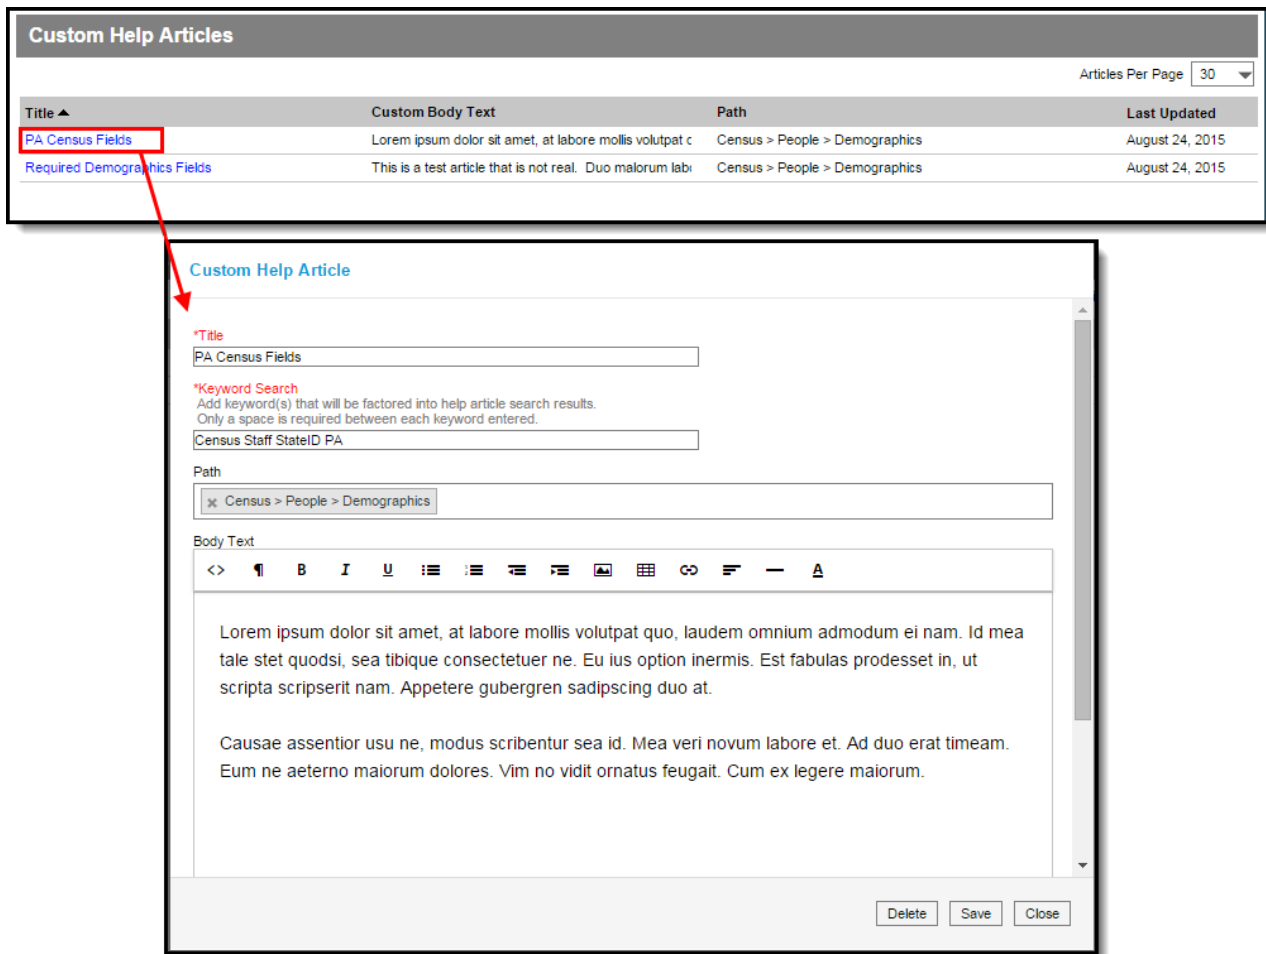 Custom Help Articles
Articles Per Page 30
Title Custom Body Text Path Last Updated
PA Census Fields Lorem ipsum dolor sit amet, at labore mollis volutpat Census > People > Demographics August 24, 2015
Required Demographics Fields This is a test article that is not real. Duo malorum Census > People > Demographics August 24, 2015
Custom Help Article
*Title
PA Census Fields
*Keyword Search
Add keyword(s) that will be factored into help article search results.
Only a space is required between each keyword entered.
Census Staff StateID PA
Path
Census > People > Demographics
Body Text
<> ¶ B I U A
Lorem ipsum dolor sit amet, at labore mollis volutpat quo, laudem omnium admodum ei nam. Id mea
tale stet quodsi, sea tibique consectetuer ne. Eu ius option inermis. Est fabulas prodesset in, ut
scripta scripserit nam. Appetere gubergren sadipscing duo at.
Causae assentior usu ne, modus scribentur sea id. Mea veri novum labore et. Ad duo erat timeam.
Eum ne aeterno maiorum dolores. Vim no vidit ornatus feugait. Cum ex legere maiorum.
Delete Save Close